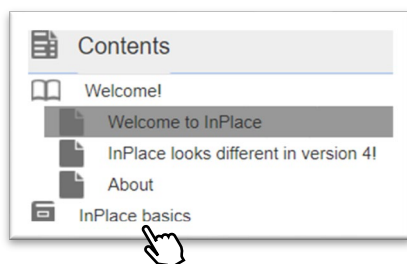 Contents
Welcome!
Welcome to InPlace
InPlace looks different in version 4!
About
InPlace basics